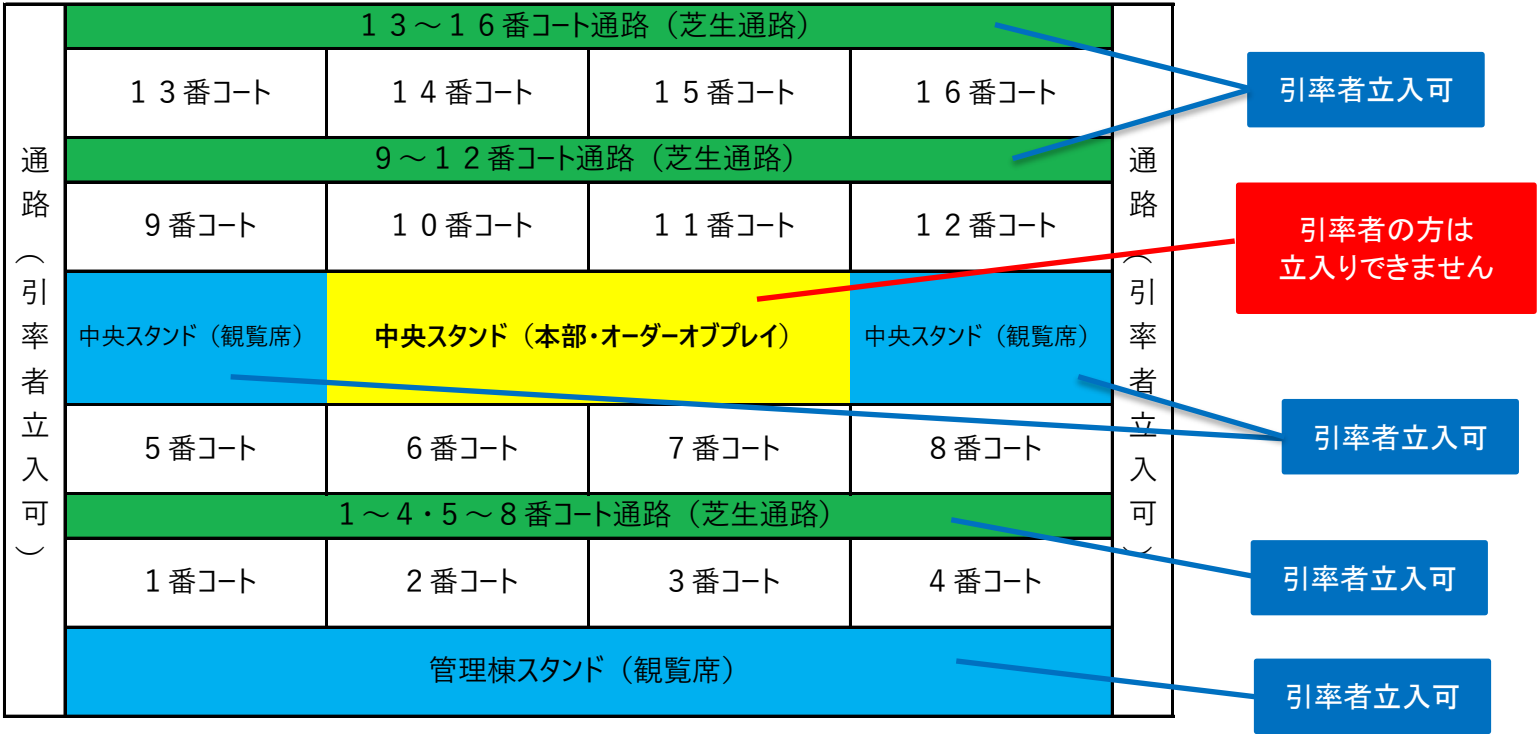 13～16番コート通路（芝生通路）
13番コート
14番コート
15番コート
16番コート
引率者立入可
9～12番コート通路（芝生通路）
通路（引率者立入可）
通路（引率者立入可）
9番コート
10番コート
11番コート
12番コート
引率者の方は
立入りできません
中央スタンド（観覧席）
中央スタンド（本部・オーダーオブプレイ）
中央スタンド（観覧席）
5番コート
6番コート
7番コート
8番コート
引率者立入可
1～4・5～8番コート通路（芝生通路）
1番コート
2番コート
3番コート
4番コート
引率者立入可
管理棟スタンド（観覧席）
引率者立入可